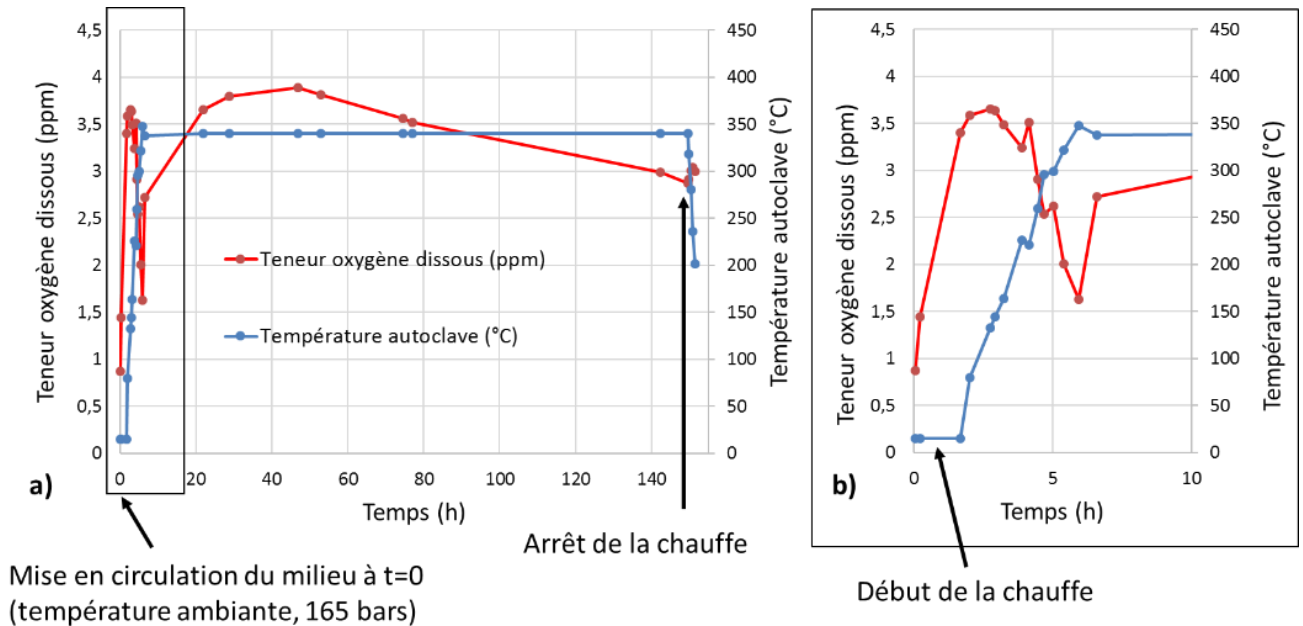 4,5
4
3,5
3
2,5
2
1,5
1
0,5
0
Teneur oxygène dissous (ppm)
450
400
350
300
250
200
150
100
50
0
Température autoclave (°C)
Teneur oxygène dissous (ppm)
Température autoclave (°C)
0 20 40 60 80 100 120 140
Temps (h)
a)
Arrêt de la chauffe
Mise en circulation du milieu à t=0
(température ambiante, 165 bars)
4,5
4
3,5
3
2,5
2
1,5
1
0,5
0
Teneur oxygène dissous (ppm)
450
400
350
300
250
200
150
100
50
0
Température autoclave (°C)
0 5 10
Temps (h)
b)
Début de la chauffe